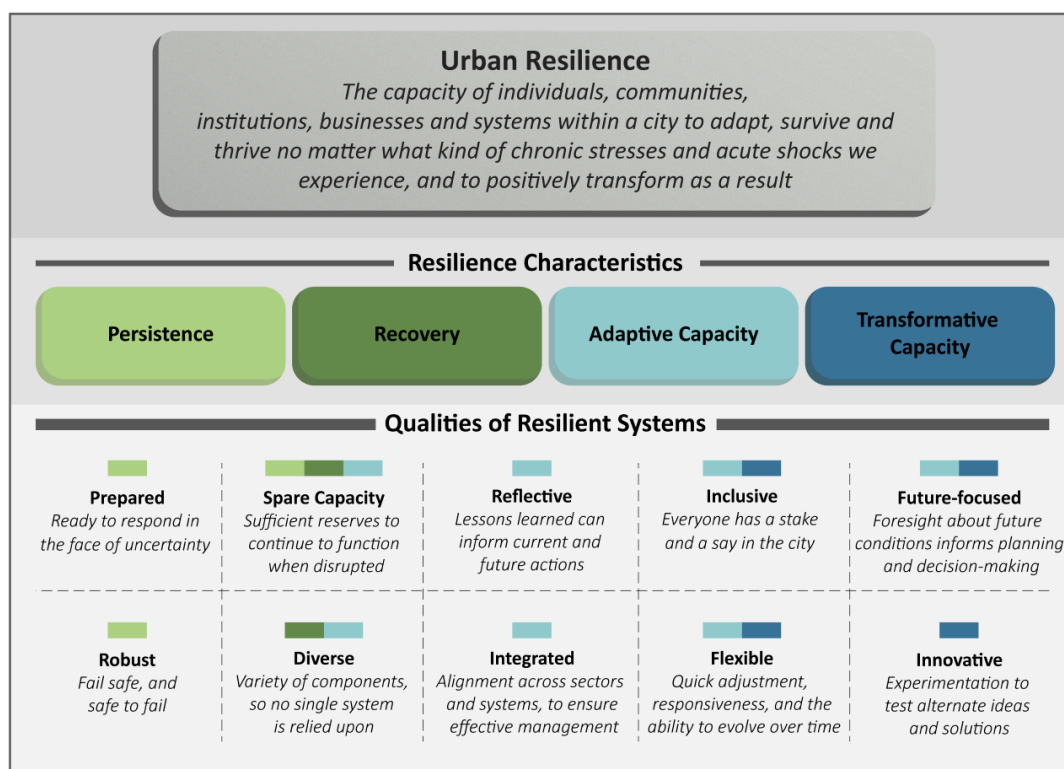 Urban Resilience
The capacity of individuals, communities,
institutions, businesses and systems within a city to adapt, survive and
thrive no matter what kind of chronic stresses and acute shocks we
experience, and to positively transform as a result
Resilience Characteristics
Persistence
Recovery
Adaptive Capacity
Transformative
Capacity
Qualities of Resilient Systems
Prepared
Ready to respond in
the face of uncertainty
Spare Capacity
Sufficient reserves to
continue to function
when disrupted
Reflective
Lessons learned can
inform current and
future actions
Inclusive
Everyone has a stake
and a say in the city
Future-focused
Foresight about future
conditions informs planning
and decision-making
Robust
Fail safe, and
safe to fail
Diverse
Variety of components,
so no single system
is relied upon
Integrated
Alignment across sectors
and systems, to ensure
effective management
Flexible
Quick adjustment,
responsiveness, and the
ability to evolve over time
Innovative
Experimentation to
test alternate ideas
and solutions